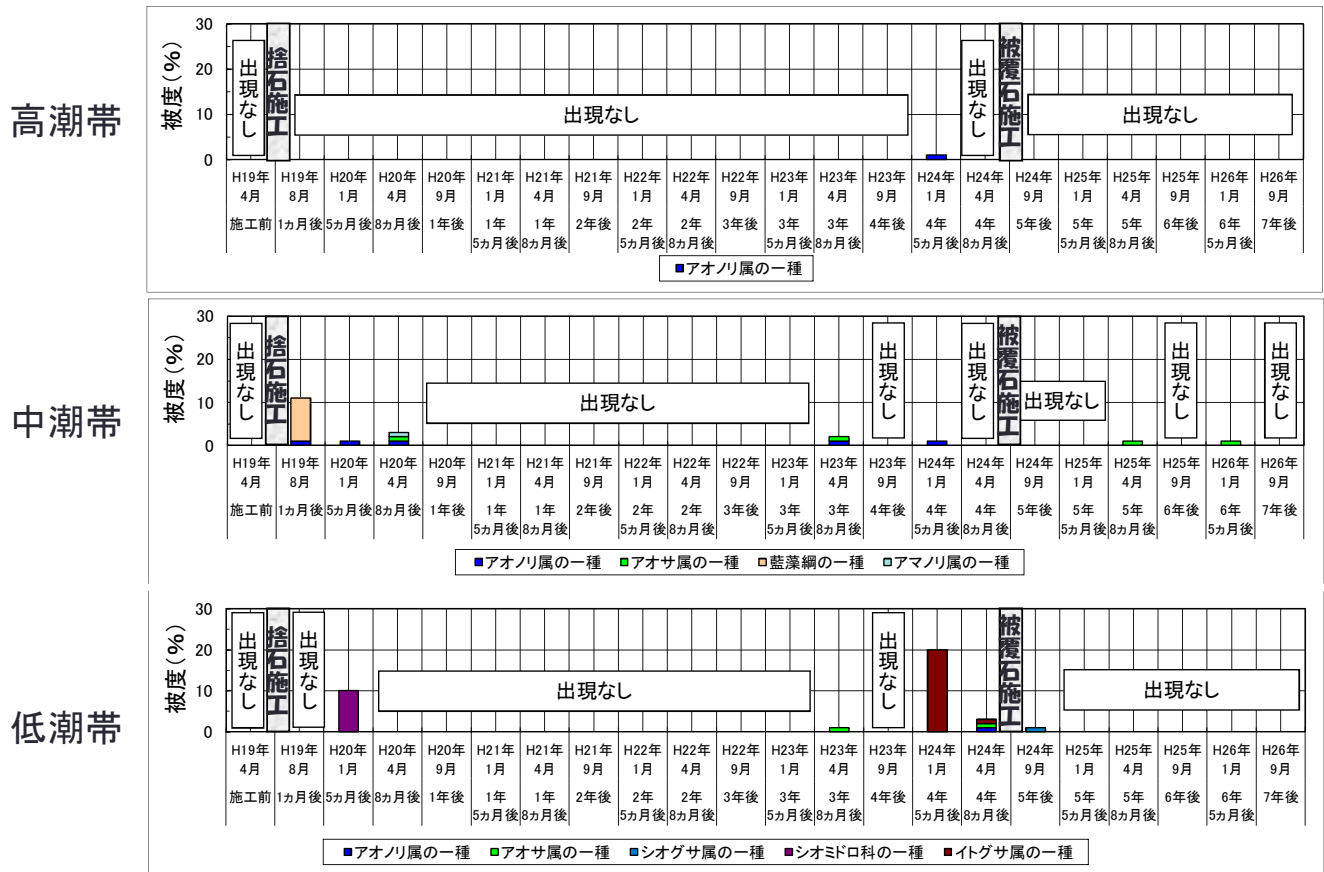 高潮帯
被度(%)
30
20
10
0
出現なし
捨石施工
出現なし
出現なし
被覆石施工
出現なし
H19年 H19年 H20年 H20年 H20年 H21年 H21年 H21年 H22年 H22年 H22年 H23年 H23年 H23年 H24年 H24年 H24年 H25年 H25年 H25年 H26年 H26年
4月 8月 1月 4月 9月 1月 4月 9月 1月 4月 9月 1月 4月 9月 1月 4月 9月 1月 4月 9月 1月 9月
施工前 1ヵ月後 5ヵ月後 8ヵ月後 1年後 1年 1年 2年後 2年 2年 3年後 3年 3年 4年後 4年 4年 5年後 5年 5年 6年後 6年 7年後
5ヵ月後 8ヵ月後 5ヵ月後 8ヵ月後 5ヵ月後 8ヵ月後 5ヵ月後 8ヵ月後 5ヵ月後 8ヵ月後 5ヵ月後
アオノリ属の一種
中潮帯
被度(%)
30
20
10
0
出現なし
捨石施工
出現なし
出現なし
出現なし
被覆石施工
出現なし
出現なし
出現なし
H19年 H19年 H20年 H20年 H20年 H21年 H21年 H21年 H22年 H22年 H22年 H23年 H23年 H23年 H24年 H24年 H24年 H25年 H25年 H25年 H26年 H26年
4月 8月 1月 4月 9月 1月 4月 9月 1月 4月 9月 1月 4月 9月 1月 4月 9月 1月 4月 9月 1月 9月
施工前 1ヵ月後 5ヵ月後 8ヵ月後 1年後 1年 1年 2年後 2年 2年 3年後 3年 3年 4年後 4年 4年 5年後 5年 5年 6年後 6年 7年後
5ヵ月後 8ヵ月後 5ヵ月後 8ヵ月後 5ヵ月後 8ヵ月後 5ヵ月後 8ヵ月後 5ヵ月後 8ヵ月後 5ヵ月後
アオノリ属の一種 アオサ属の一種 藍藻綱の一種 アマノリ属の一種
低潮帯
被度(%)
30
20
10
0
出現なし
捨石施工
出現なし
出現なし
出現なし
被覆石施工
出現なし
H19年 H19年 H20年 H20年 H20年 H21年 H21年 H21年 H22年 H22年 H22年 H23年 H23年 H23年 H24年 H24年 H24年 H25年 H25年 H25年 H26年 H26年
4月 8月 1月 4月 9月 1月 4月 9月 1月 4月 9月 1月 4月 9月 1月 4月 9月 1月 4月 9月 1月 9月
施工前 1ヵ月後 5ヵ月後 8ヵ月後 1年後 1年 1年 2年後 2年 2年 3年後 3年 3年 4年後 4年 4年 5年後 5年 5年 6年後 6年 7年後
5ヵ月後 8ヵ月後 5ヵ月後 8ヵ月後 5ヵ月後 8ヵ月後 5ヵ月後 8ヵ月後 5ヵ月後 8ヵ月後 5ヵ月後
アオノリ属の一種 アオサ属の一種 シオグサ属の一種 シオミドロ科の一種 イトグサ属の一種